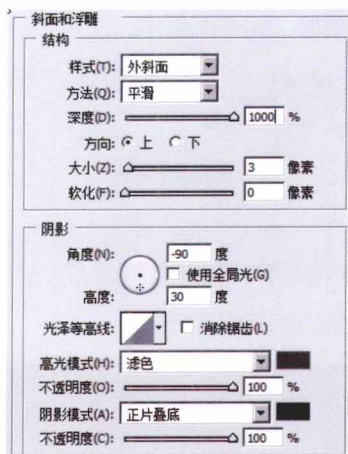 斜面和浮雕
结构
样式(T): 外斜面
方法(Q): 平滑
深度(D): 1000 %
方向: 上 下
大小(Z): 3 像素
软化(F): 0 像素
阴影
角度(N): -90 度
使用全局光(G)
高度: 30 度
光泽等高线: 消除锯齿(L)
高光模式(H): 滤色
不透明度(O): 100 %
阴影模式(A): 正片叠底
不透明度(C): 100 %